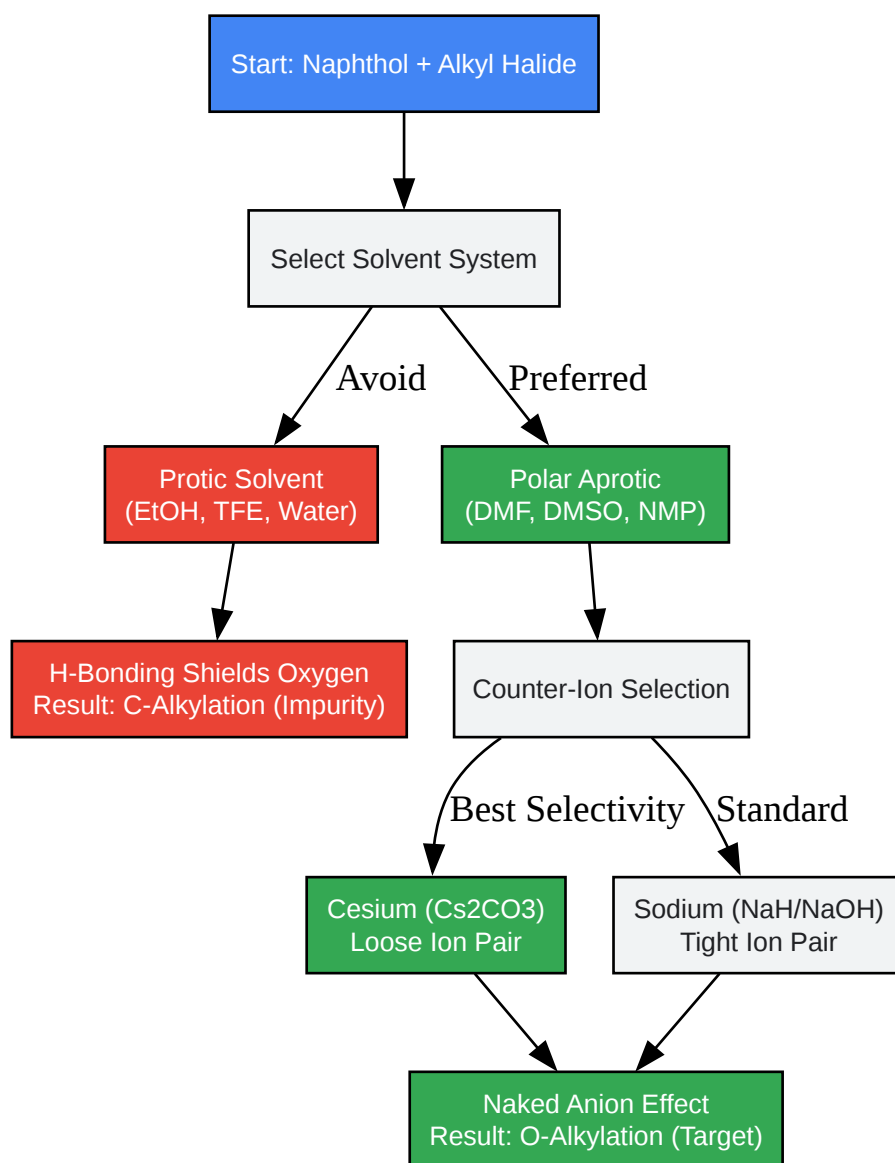 Start: Naphthol + Alkyl Halide
Select Solvent System
Avoid
Preferred
Protic Solvent
(EtOH, TFE, Water)
Polar Aprotic
(DMF, DMSO, NMP)
H-Bonding Shields Oxygen
Result: C-Alkylation (Impurity)
Counter-Ion Selection
Best Selectivity
Standard
Cesium (Cs2CO3)
Loose Ion Pair
Sodium (NaH/NaOH)
Tight Ion Pair
Naked Anion Effect
Result: O-Alkylation (Target)